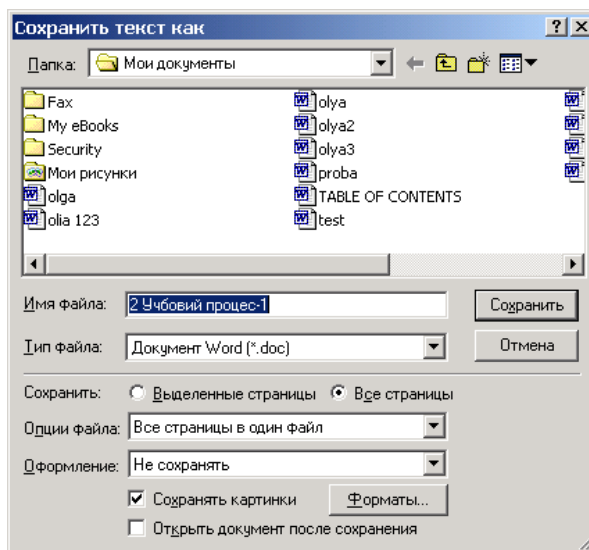 Сохранить текст как
Папка: Мои документы
Fax
My eBooks
Security
Мои рисунки
olga
olia 123
olya
olya2
olya3
proba
TABLE OF CONTENTS
test
Имя файла: 2 Учбовий процес-1 Сохранить
Тип файла: Документ Word (*.doc) Отмена
Сохранить: Выделенные страницы Все страницы
Опции файла: Все страницы в один файл
Оформление: Не сохранять
Сохранять картинки Форматы...
Открыть документ после сохранения